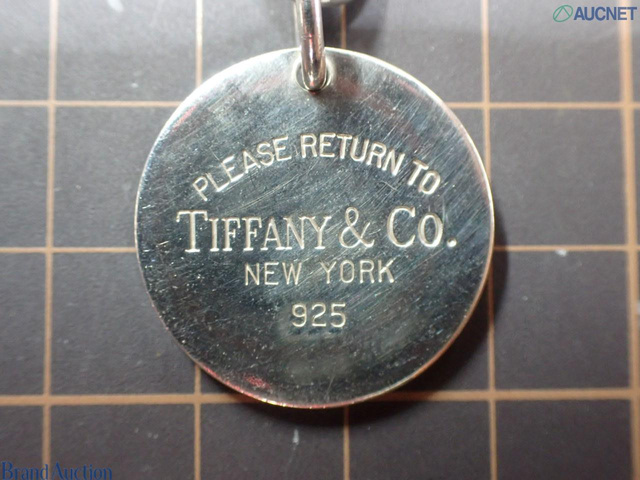 AUCNET
PLEASE RETURN TO
TIFFANY & CO.
NEW YORK
925
Brand Auction